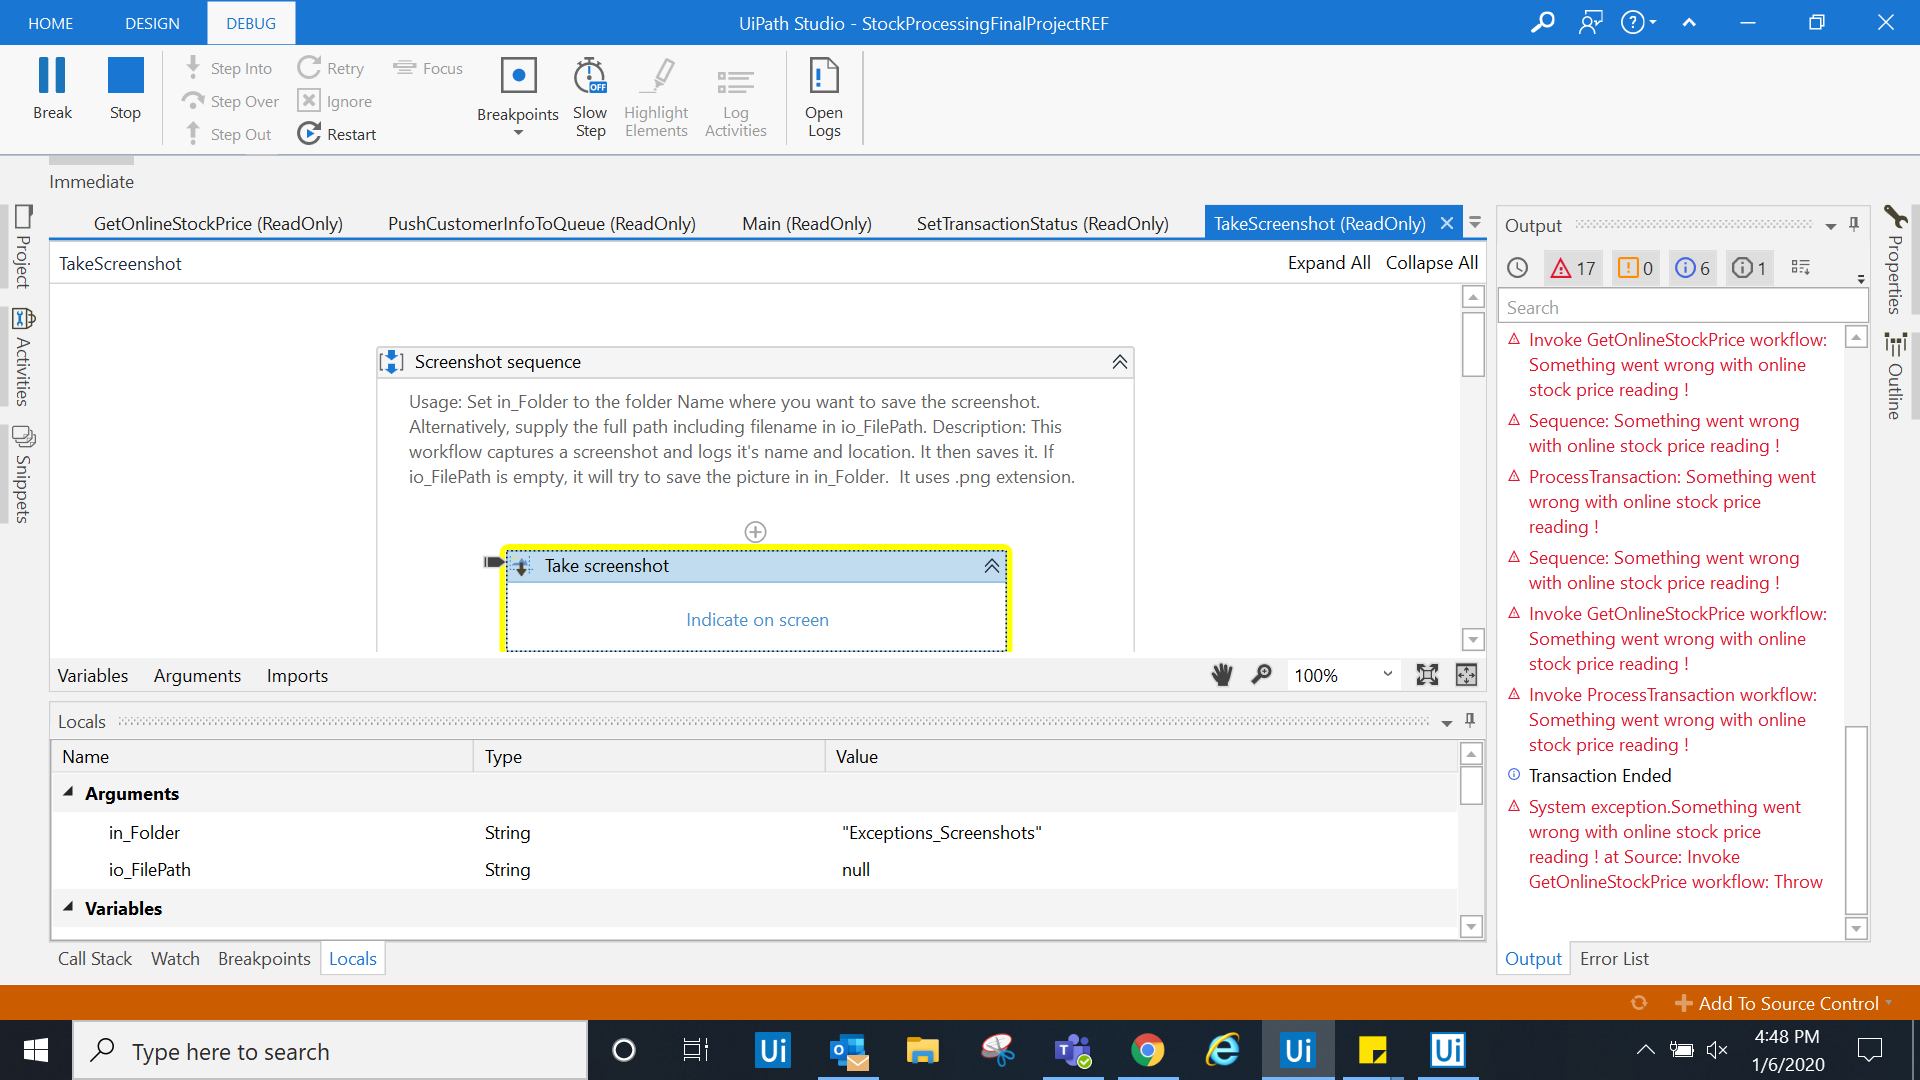 HOME DESIGN DEBUG
UiPath Studio - StockProcessingFinalProjectREF
Break
Stop
Step Into
Step Over
Step Out
Retry
Ignore
Restart
Focus
Breakpoints
OFF
Slow
Step
Highlight
Elements
Log
Activities
Open
Logs
Immediate
Project
Activities
Snippets
GetOnlineStockPrice (ReadOnly) PushCustomerInfoToQueue (ReadOnly) Main (ReadOnly) SetTransactionStatus (ReadOnly) TakeScreenshot (ReadOnly)
TakeScreenshot
Expand All Collapse All
Screenshot sequence
Usage: Set in_Folder to the folder Name where you want to save the screenshot.
Alternatively, supply the full path including filename in io_FilePath. Description: This
workflow captures a screenshot and logs it's name and location. It then saves it. If
io_FilePath is empty, it will try to save the picture in in_Folder.  It uses .png extension.
Take screenshot
Indicate on screen
Variables Arguments Imports
100%
Locals
Name Type Value
Arguments
in_Folder String "Exceptions_Screenshots"
io_FilePath String null
Variables
Call Stack Watch Breakpoints Locals
Output
17 0 6 1
Search
Invoke GetOnlineStockPrice workflow:
Something went wrong with online
stock price reading !
Sequence: Something went wrong
with online stock price reading !
ProcessTransaction: Something went
wrong with online stock price
reading !
Sequence: Something went wrong
with online stock price reading !
Invoke GetOnlineStockPrice workflow:
Something went wrong with online
stock price reading !
Invoke ProcessTransaction workflow:
Something went wrong with online
stock price reading !
Transaction Ended
System exception.Something went
wrong with online stock price
reading ! at Source: Invoke
GetOnlineStockPrice workflow: Throw
Output Error List
Properties
Outline
Add To Source Control
Type here to search
Ui
Ui
Ui
4:48 PM
1/6/2020